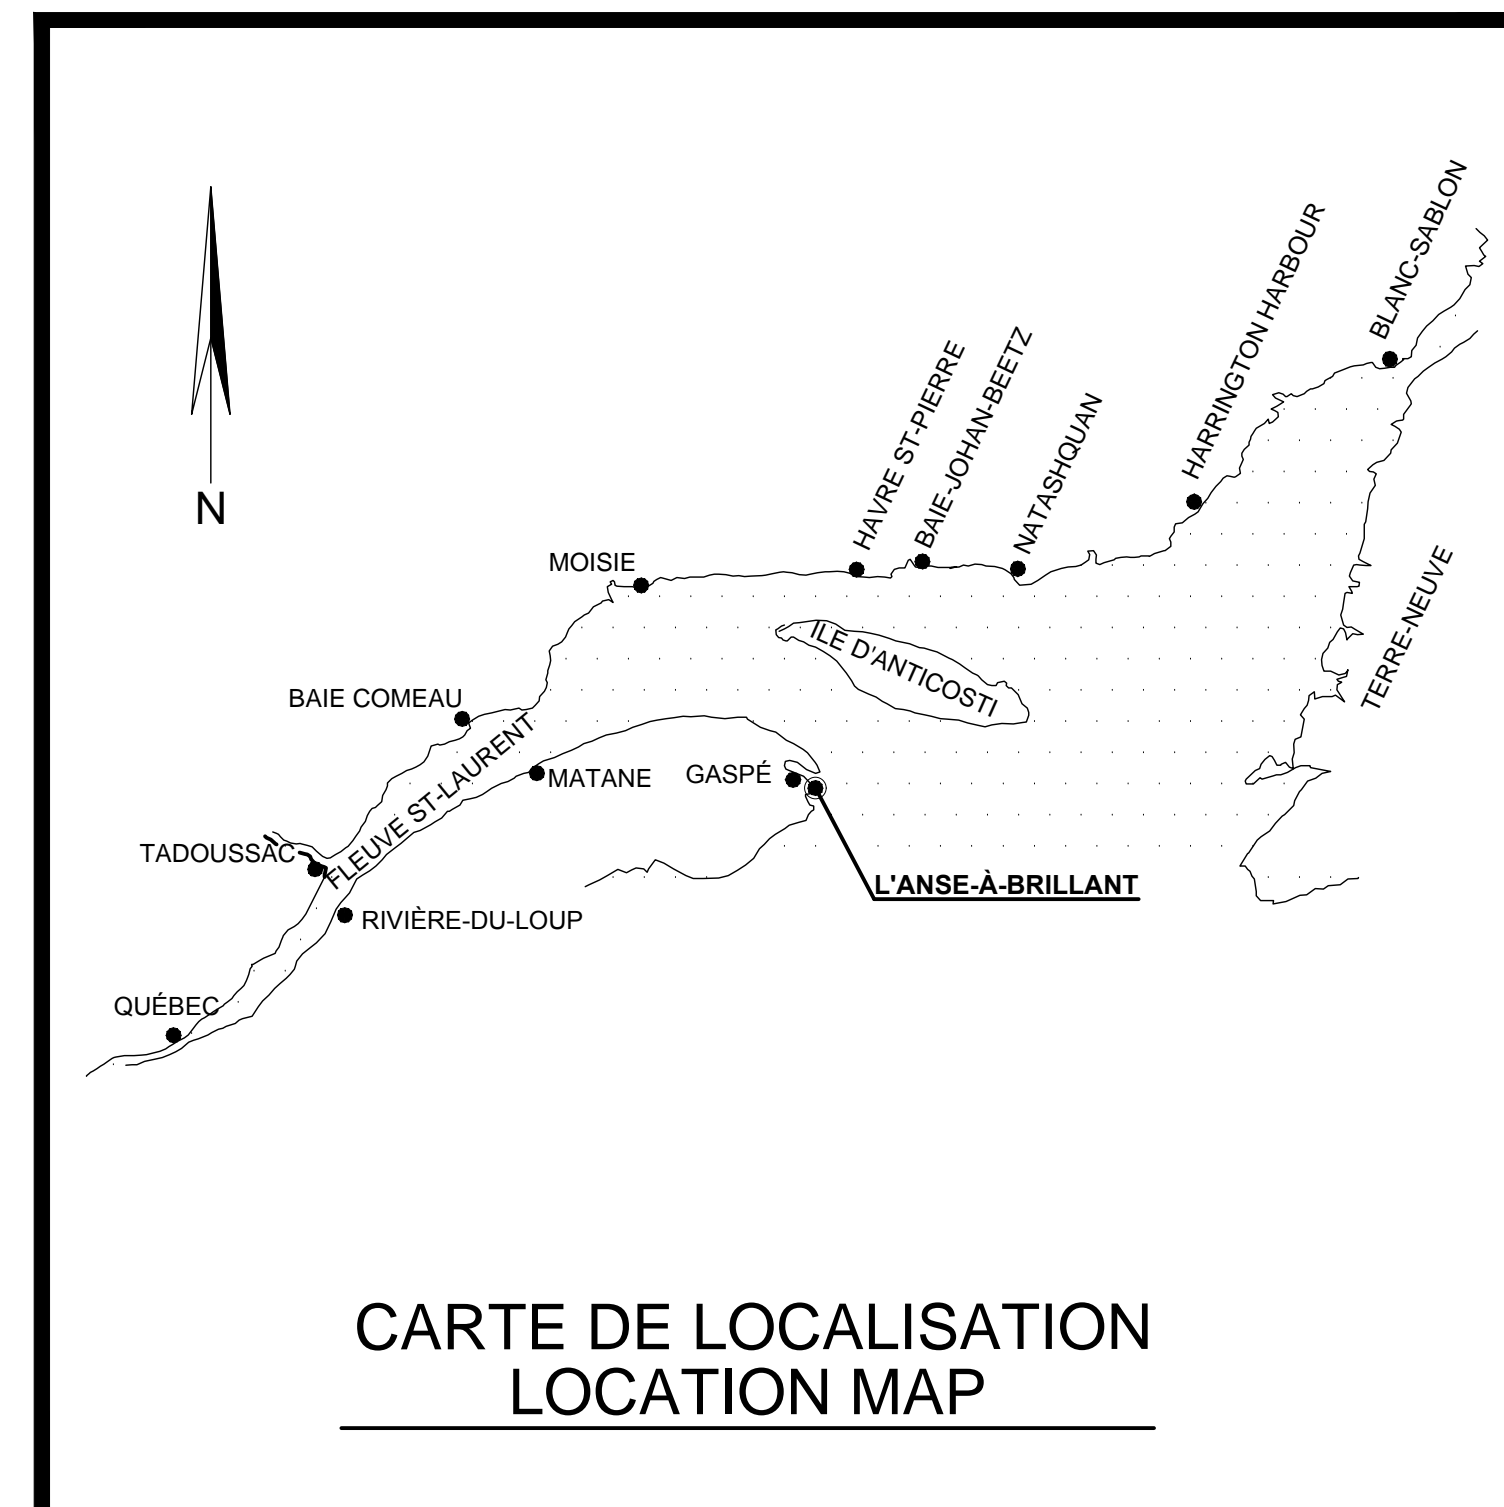 BLANC-SABLON
HARRINGTON HARBOUR
HAVRE ST-PIERRE
BAIE-JOHAN-BEETZ
NATASHQUAN
N
MOISIE
TERRE-NEUVE
ILE D'ANTICOSTI
BAIE COMEAU
FLEUVE ST-LAURENT
MATANE
GASPÉ
TADOUSSAC
L'ANSE-À-BRILLANT
RIVIÈRE-DU-LOUP
QUÉBEC
CARTE DE LOCALISATION
LOCATION MAP